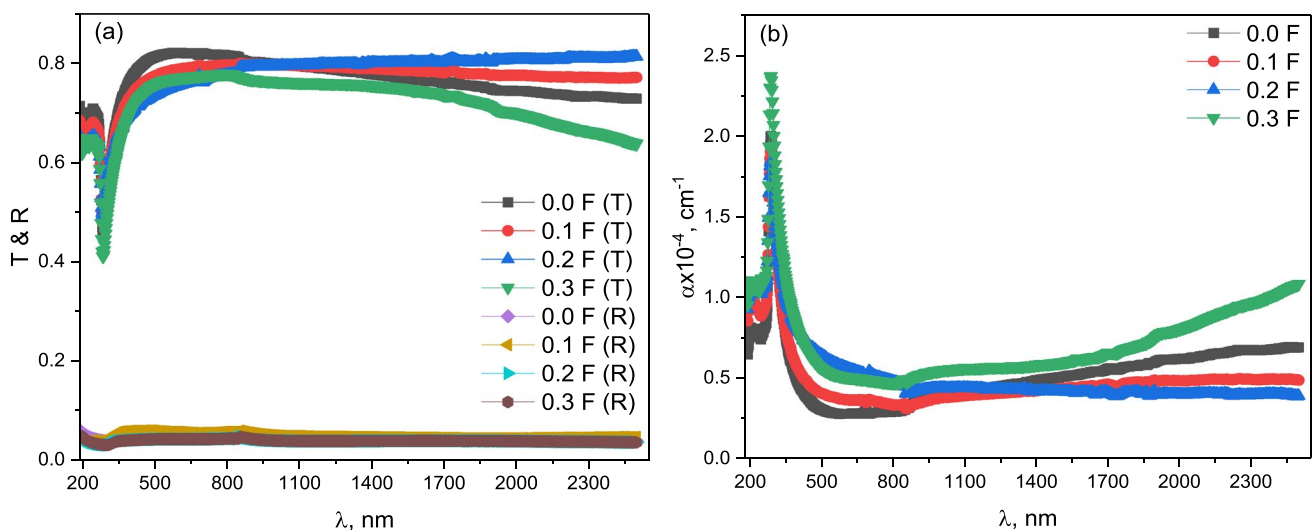 (a)
T & R
0.8
0.6
0.4
0.2
0.0
200 500 800 1100 1400 1700 2000 2300
λ, nm
0.0 F (T)
0.1 F (T)
0.2 F (T)
0.3 F (T)
0.0 F (R)
0.1 F (R)
0.2 F (R)
0.3 F (R)
(b)
αx10⁻⁴, cm⁻¹
2.5
2.0
1.5
1.0
0.5
0.0
200 500 800 1100 1400 1700 2000 2300
λ, nm
0.0 F
0.1 F
0.2 F
0.3 F